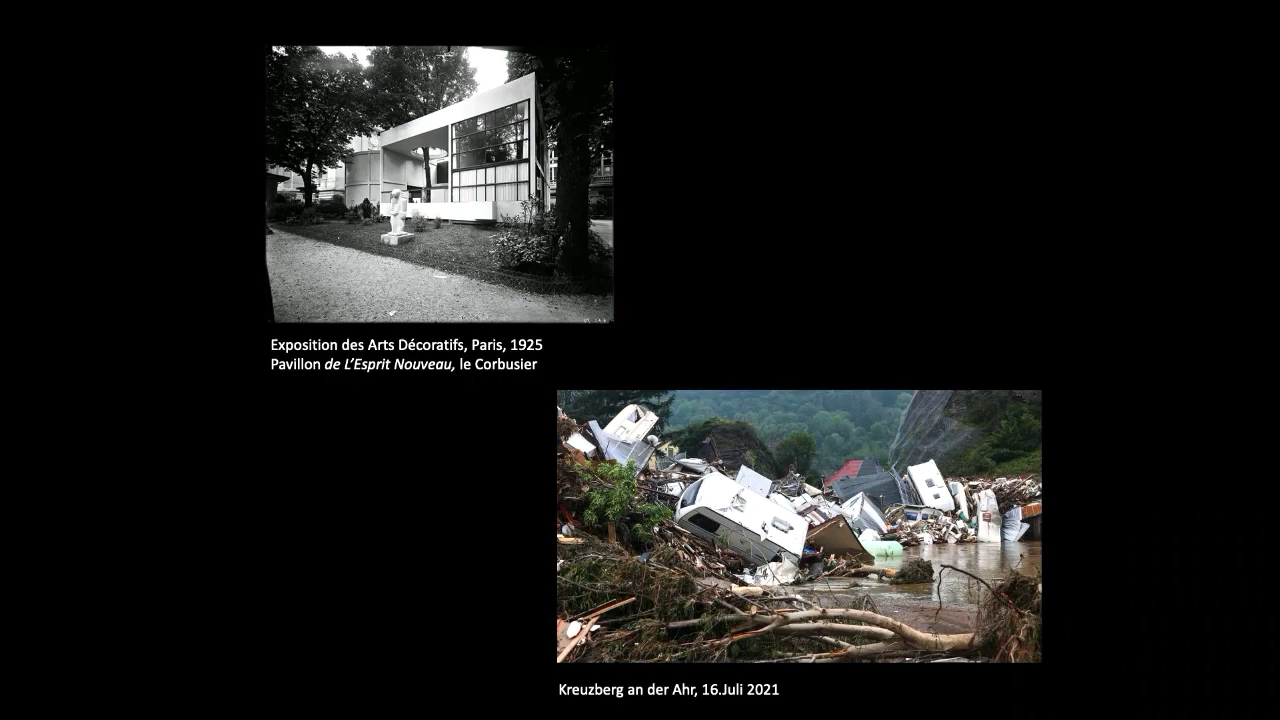 Exposition des Arts Décoratifs, Paris, 1925
Pavillon de L’Esprit Nouveau, le Corbusier
Kreuzberg an der Ahr, 16.Juli 2021